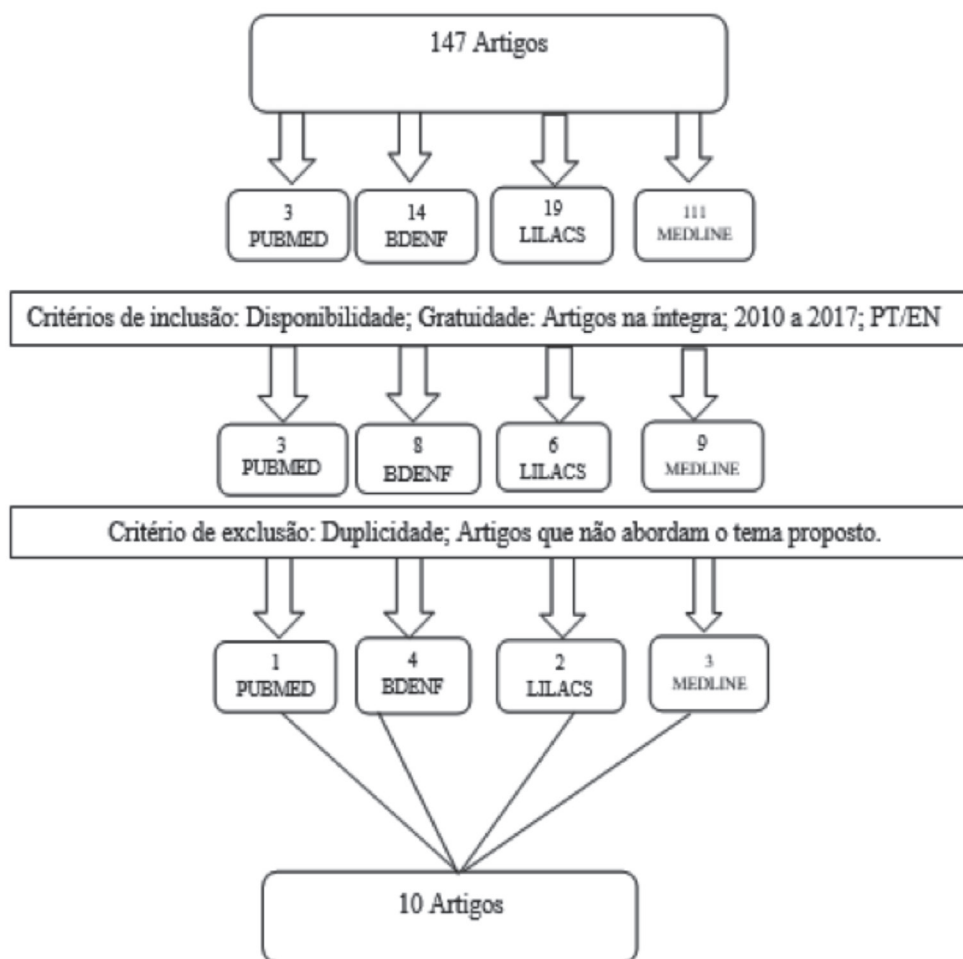 147 Artigos
3
PUBMED
14
BDENF
19
LILACS
111
MEDLINE
Critérios de inclusão: Disponibilidade; Gratuidade: Artigos na íntegra; 2010 a 2017; PT/EN
3
PUBMED
8
BDENF
6
LILACS
9
MEDLINE
Critério de exclusão: Duplicidade; Artigos que não abordam o tema proposto.
1
PUBMED
4
BDENF
2
LILACS
3
MEDLINE
10 Artigos